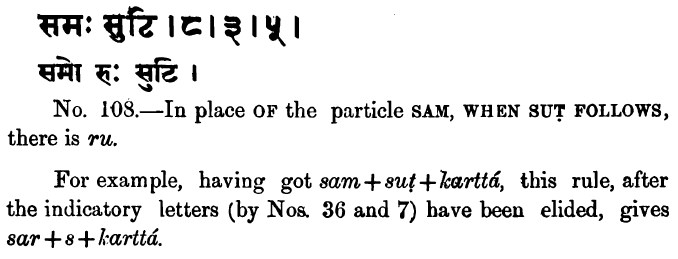 समः सुटि । ८ । ३ । ५ ।
समो रुः सुटि ।
No. 108.—In place OF the particle SAM, WHEN SUṬ FOLLOWS,
there is ru.
For example, having got sam+suṭ+karttá, this rule, after
the indicatory letters (by Nos. 36 and 7) have been elided, gives
sar+s+karttá.